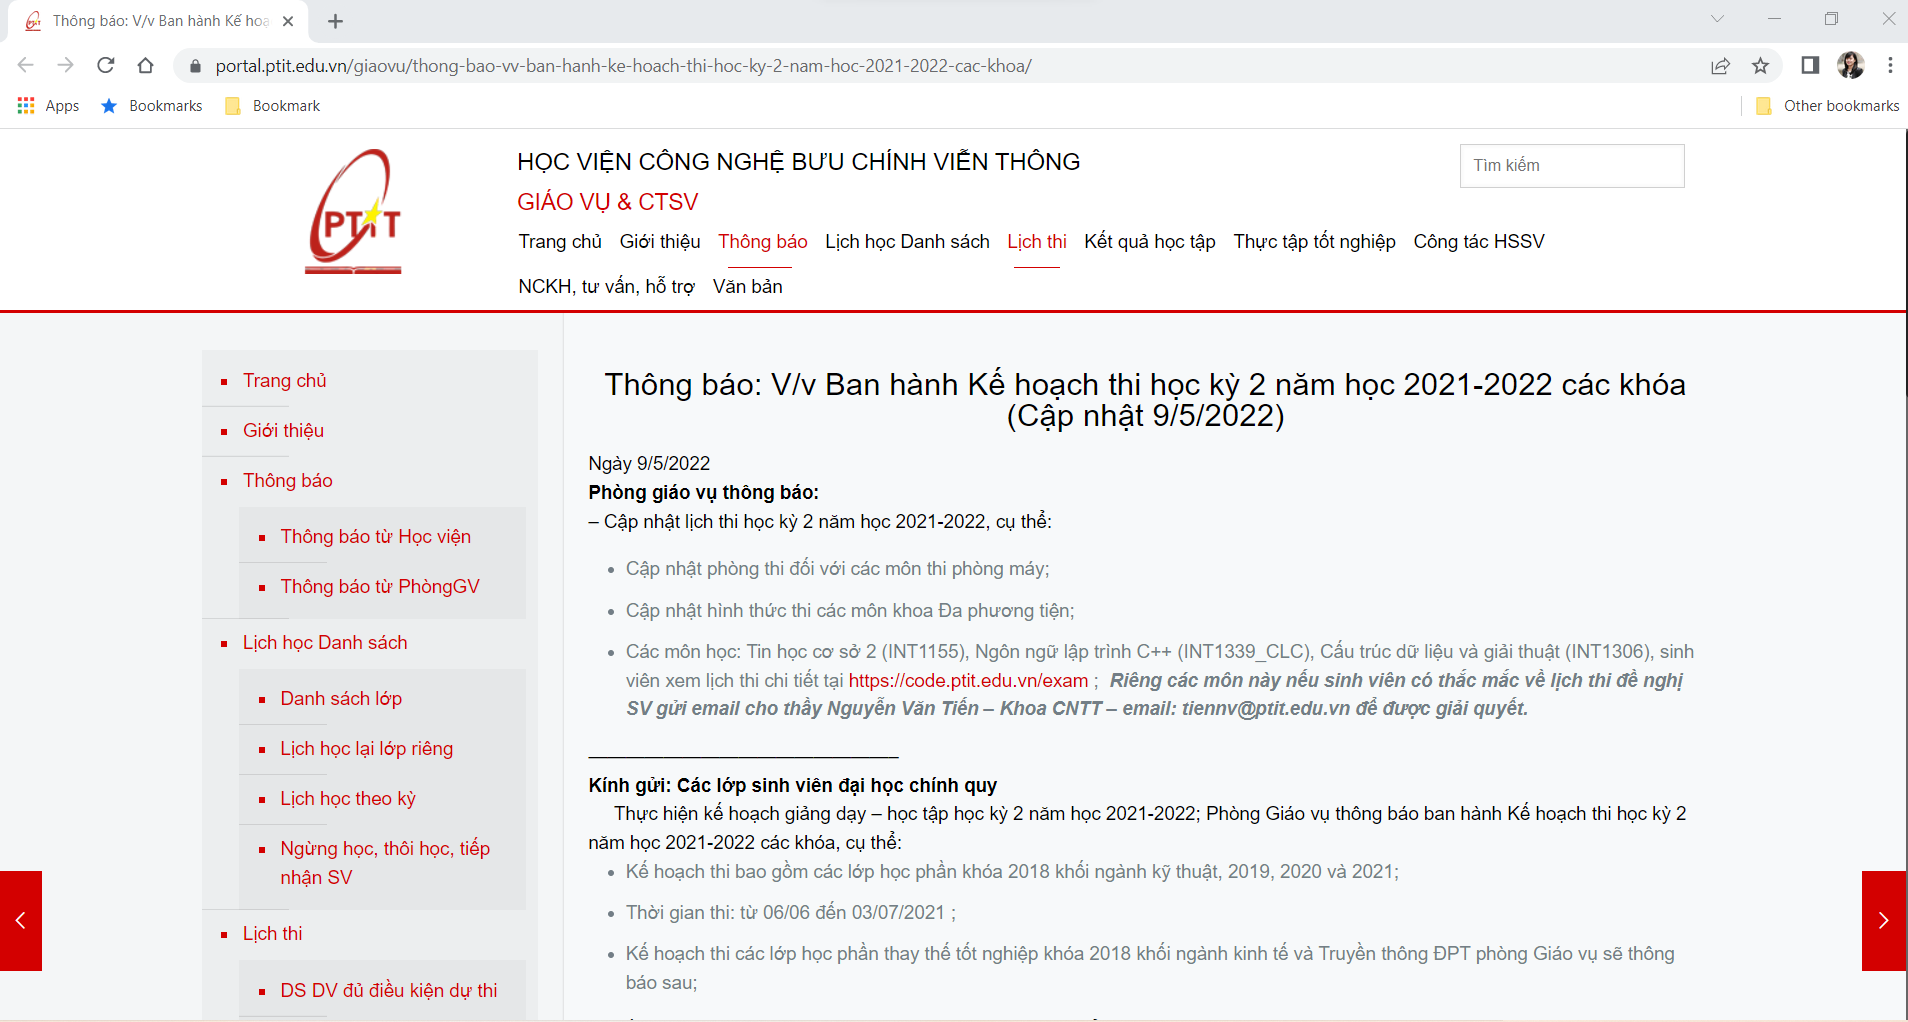 Thông báo: V/v Ban hành Kế hoạ
portal.ptit.edu.vn/giaovu/thong-bao-vv-ban-hanh-ke-hoach-thi-hoc-ky-2-nam-hoc-2021-2022-cac-khoa/
Apps Bookmarks Bookmark Other bookmarks
PTIT
HỌC VIỆN CÔNG NGHỆ BƯU CHÍNH VIỄN THÔNG
Tìm kiếm
GIÁO VỤ & CTSV
Trang chủ Giới thiệu Thông báo Lịch học Danh sách Lịch thi Kết quả học tập Thực tập tốt nghiệp Công tác HSSV
NCKH, tư vấn, hỗ trợ Văn bản
Trang chủ
Giới thiệu
Thông báo
Thông báo từ Học viện
Thông báo từ PhòngGV
Lịch học Danh sách
Danh sách lớp
Lịch học lại lớp riêng
Lịch học theo kỳ
Ngừng học, thôi học, tiếp
nhận SV
Lịch thi
DS DV đủ điều kiện dự thi
Thông báo: V/v Ban hành Kế hoạch thi học kỳ 2 năm học 2021-2022 các khóa
(Cập nhật 9/5/2022)
Ngày 9/5/2022
Phòng giáo vụ thông báo:
– Cập nhật lịch thi học kỳ 2 năm học 2021-2022, cụ thể:
Cập nhật phòng thi đối với các môn thi phòng máy;
Cập nhật hình thức thi các môn khoa Đa phương tiện;
Các môn học: Tin học cơ sở 2 (INT1155), Ngôn ngữ lập trình C++ (INT1339_CLC), Cấu trúc dữ liệu và giải thuật (INT1306), sinh
viên xem lịch thi chi tiết tại https://code.ptit.edu.vn/exam ; Riêng các môn này nếu sinh viên có thắc mắc về lịch thi đề nghị
SV gửi email cho thầy Nguyễn Văn Tiến – Khoa CNTT – email: tiennv@ptit.edu.vn để được giải quyết.
Kính gửi: Các lớp sinh viên đại học chính quy
Thực hiện kế hoạch giảng dạy – học tập học kỳ 2 năm học 2021-2022; Phòng Giáo vụ thông báo ban hành Kế hoạch thi học kỳ 2
năm học 2021-2022 các khóa, cụ thể:
Kế hoạch thi bao gồm các lớp học phần khóa 2018 khối ngành kỹ thuật, 2019, 2020 và 2021;
Thời gian thi: từ 06/06 đến 03/07/2021 ;
Kế hoạch thi các lớp học phần thay thế tốt nghiệp khóa 2018 khối ngành kinh tế và Truyền thông ĐPT phòng Giáo vụ sẽ thông
báo sau;